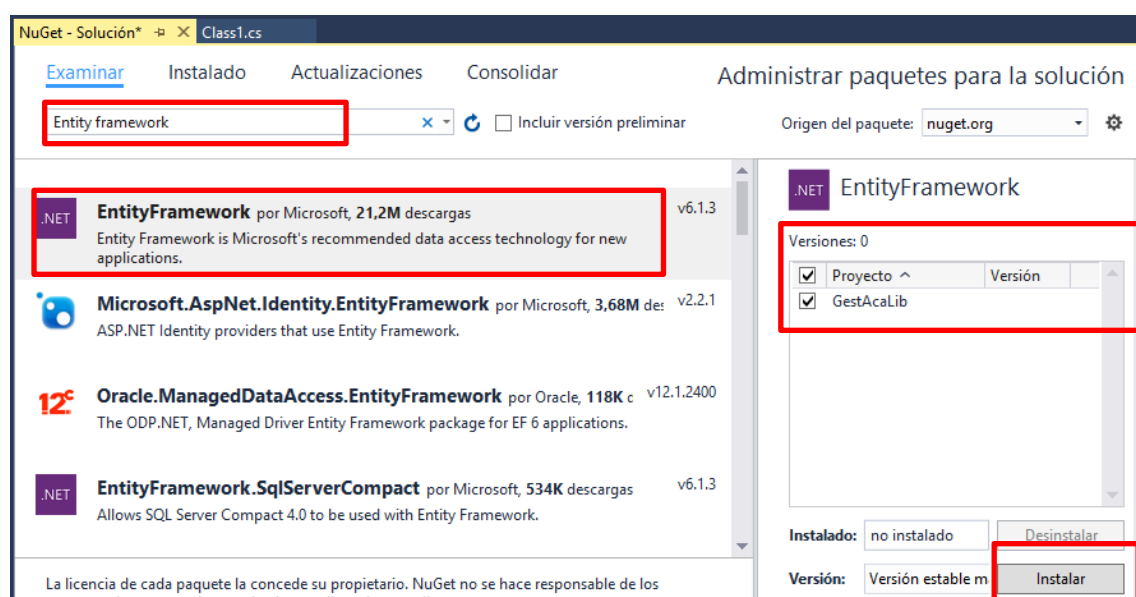 NuGet - Solución*
Class1.cs
Examinar Instalado Actualizaciones Consolidar
Administrar paquetes para la solución
Entity framework
Incluir versión preliminar
Origen del paquete: nuget.org
.NET
EntityFramework por Microsoft, 21,2M descargas
v6.1.3
Entity Framework is Microsoft's recommended data access technology for new
applications.
Microsoft.AspNet.Identity.EntityFramework por Microsoft, 3,68M
v2.2.1
ASP.NET Identity providers that use Entity Framework.
12c
Oracle.ManagedDataAccess.EntityFramework por Oracle, 118K
v12.1.2400
The ODP.NET, Managed Driver Entity Framework package for EF 6 applications.
.NET
EntityFramework.SqlServerCompact por Microsoft, 534K descargas
v6.1.3
Allows SQL Server Compact 4.0 to be used with Entity Framework.
La licencia de cada paquete la concede su propietario. NuGet no se hace responsable de los
.NET
EntityFramework
Versiones: 0
Proyecto Versión
GestAcaLib
Instalado: no instalado
Desinstalar
Versión: Versión estable m
Instalar